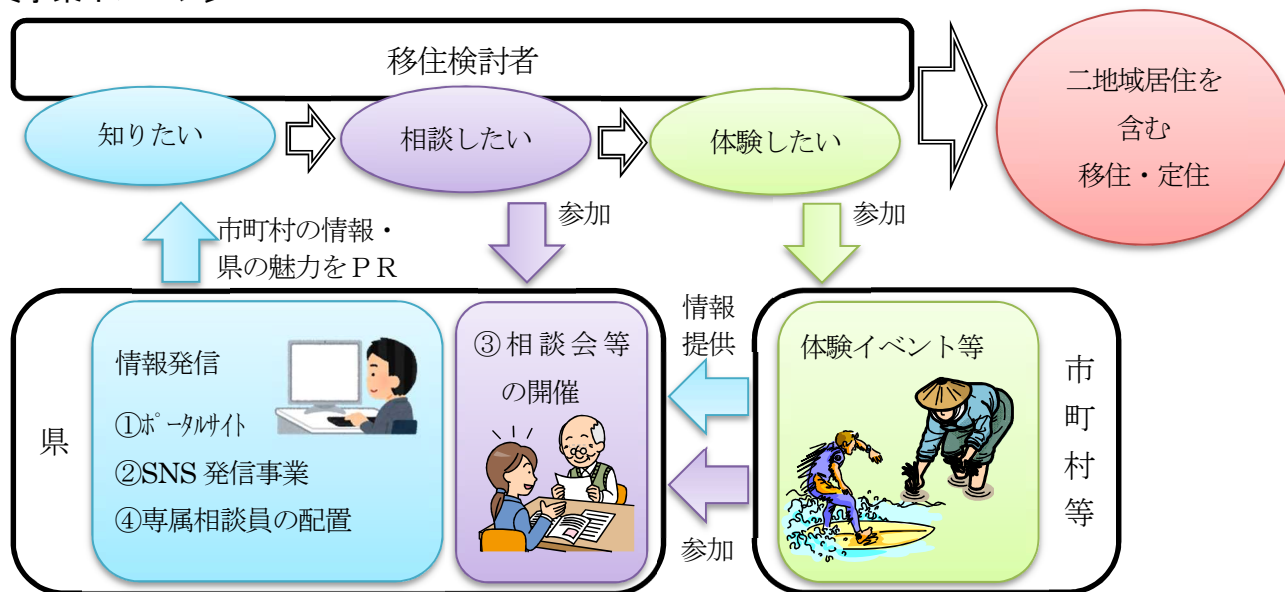 移住検討者
知りたい
相談したい
体験したい
二地域居住を
含む
移住・定住
市町村の情報・
県の魅力をPR
参加
参加
県
情報発信
①ﾎﾟｰﾀﾙｻｲﾄ
②SNS 発信事業
④専属相談員の配置
③相談会等
の開催
情報
提供
参加
体験イベント等
市町村等